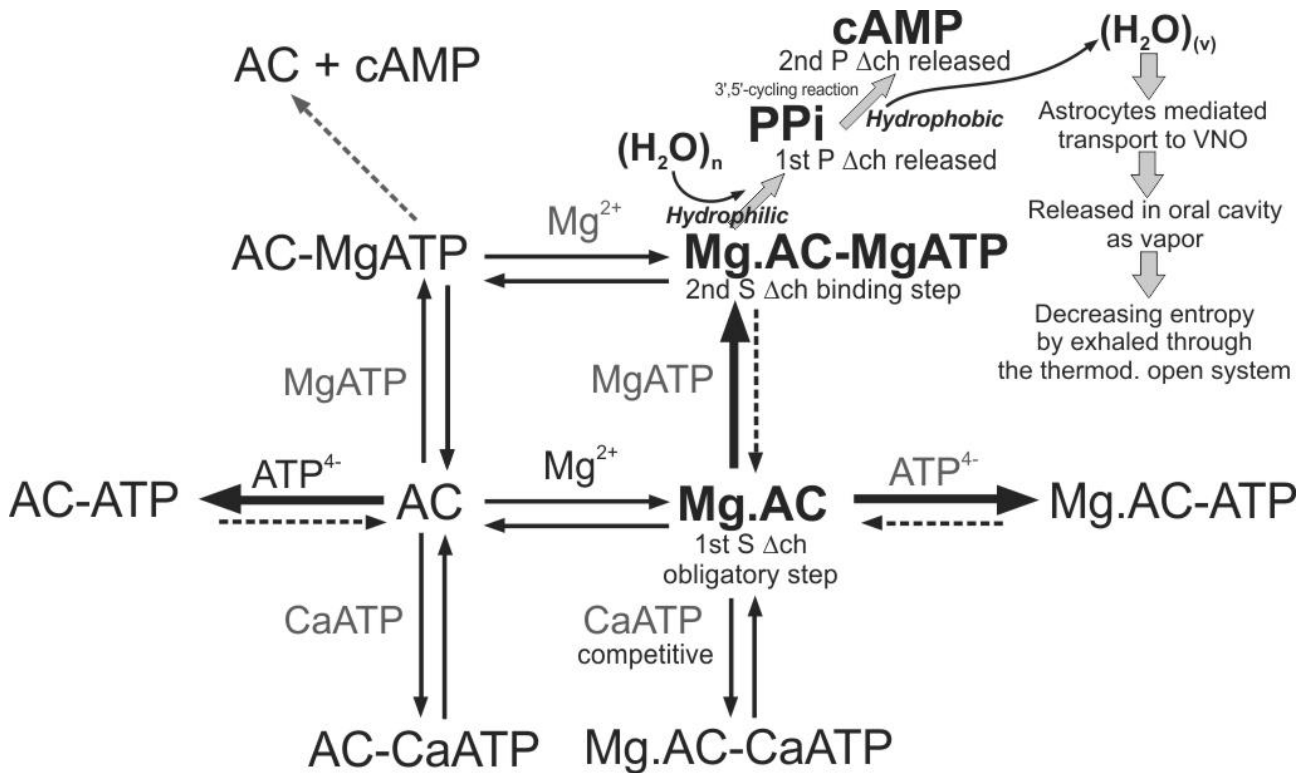 cAMP
2nd P Δch released
(H₂O)₍ᵥ₎
AC + cAMP
3',5'-cycling reaction
PPi
Hydrophobic
1st P Δch released
Astrocytes mediated
transport to VNO
(H₂O)ₙ
Hydrophilic
Released in oral cavity
as vapor
AC-MgATP
Mg²⁺
Mg.AC-MgATP
2nd S Δch binding step
Decreasing entropy
by exhaled through
the thermod. open system
MgATP
MgATP
AC-ATP
ATP⁴⁻
AC
Mg²⁺
Mg.AC
1st S Δch
obligatory step
ATP⁴⁻
Mg.AC-ATP
CaATP
CaATP
competitive
AC-CaATP
Mg.AC-CaATP